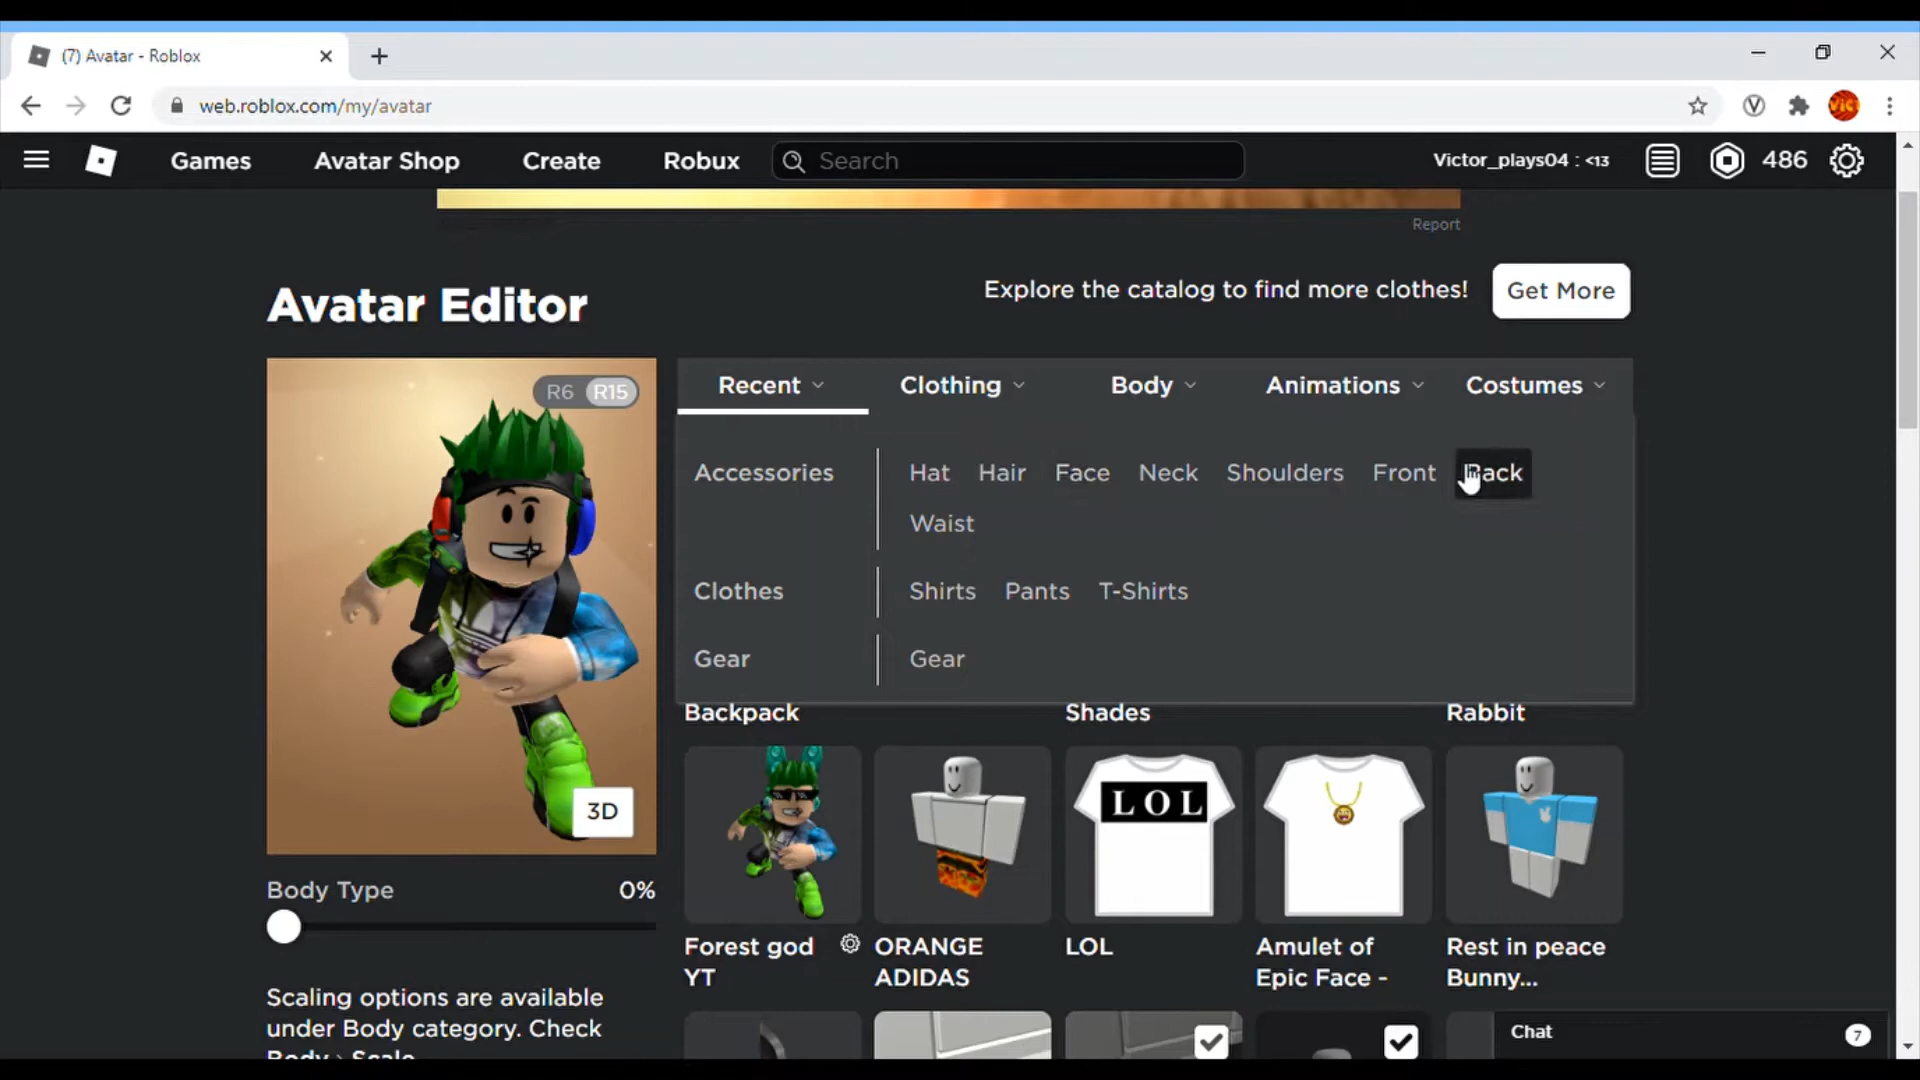 (7) Avatar - Roblox
web.roblox.com/my/avatar
Games Avatar Shop Create Robux Search Victor_plays04 : <13 486
Report
Avatar Editor
Explore the catalog to find more clothes! Get More
R6 R15
Recent Clothing Body Animations Costumes
Accessories Hat Hair Face Neck Shoulders Front Back
Waist
Clothes Shirts Pants T-Shirts
Gear Gear
3D
Backpack Shades Rabbit
LOL
Body Type 0%
Forest god YT
ORANGE ADIDAS
LOL
Amulet of Epic Face -
Rest in peace Bunny...
Scaling options are available
under Body category. Check
Body › Scale
Chat 7